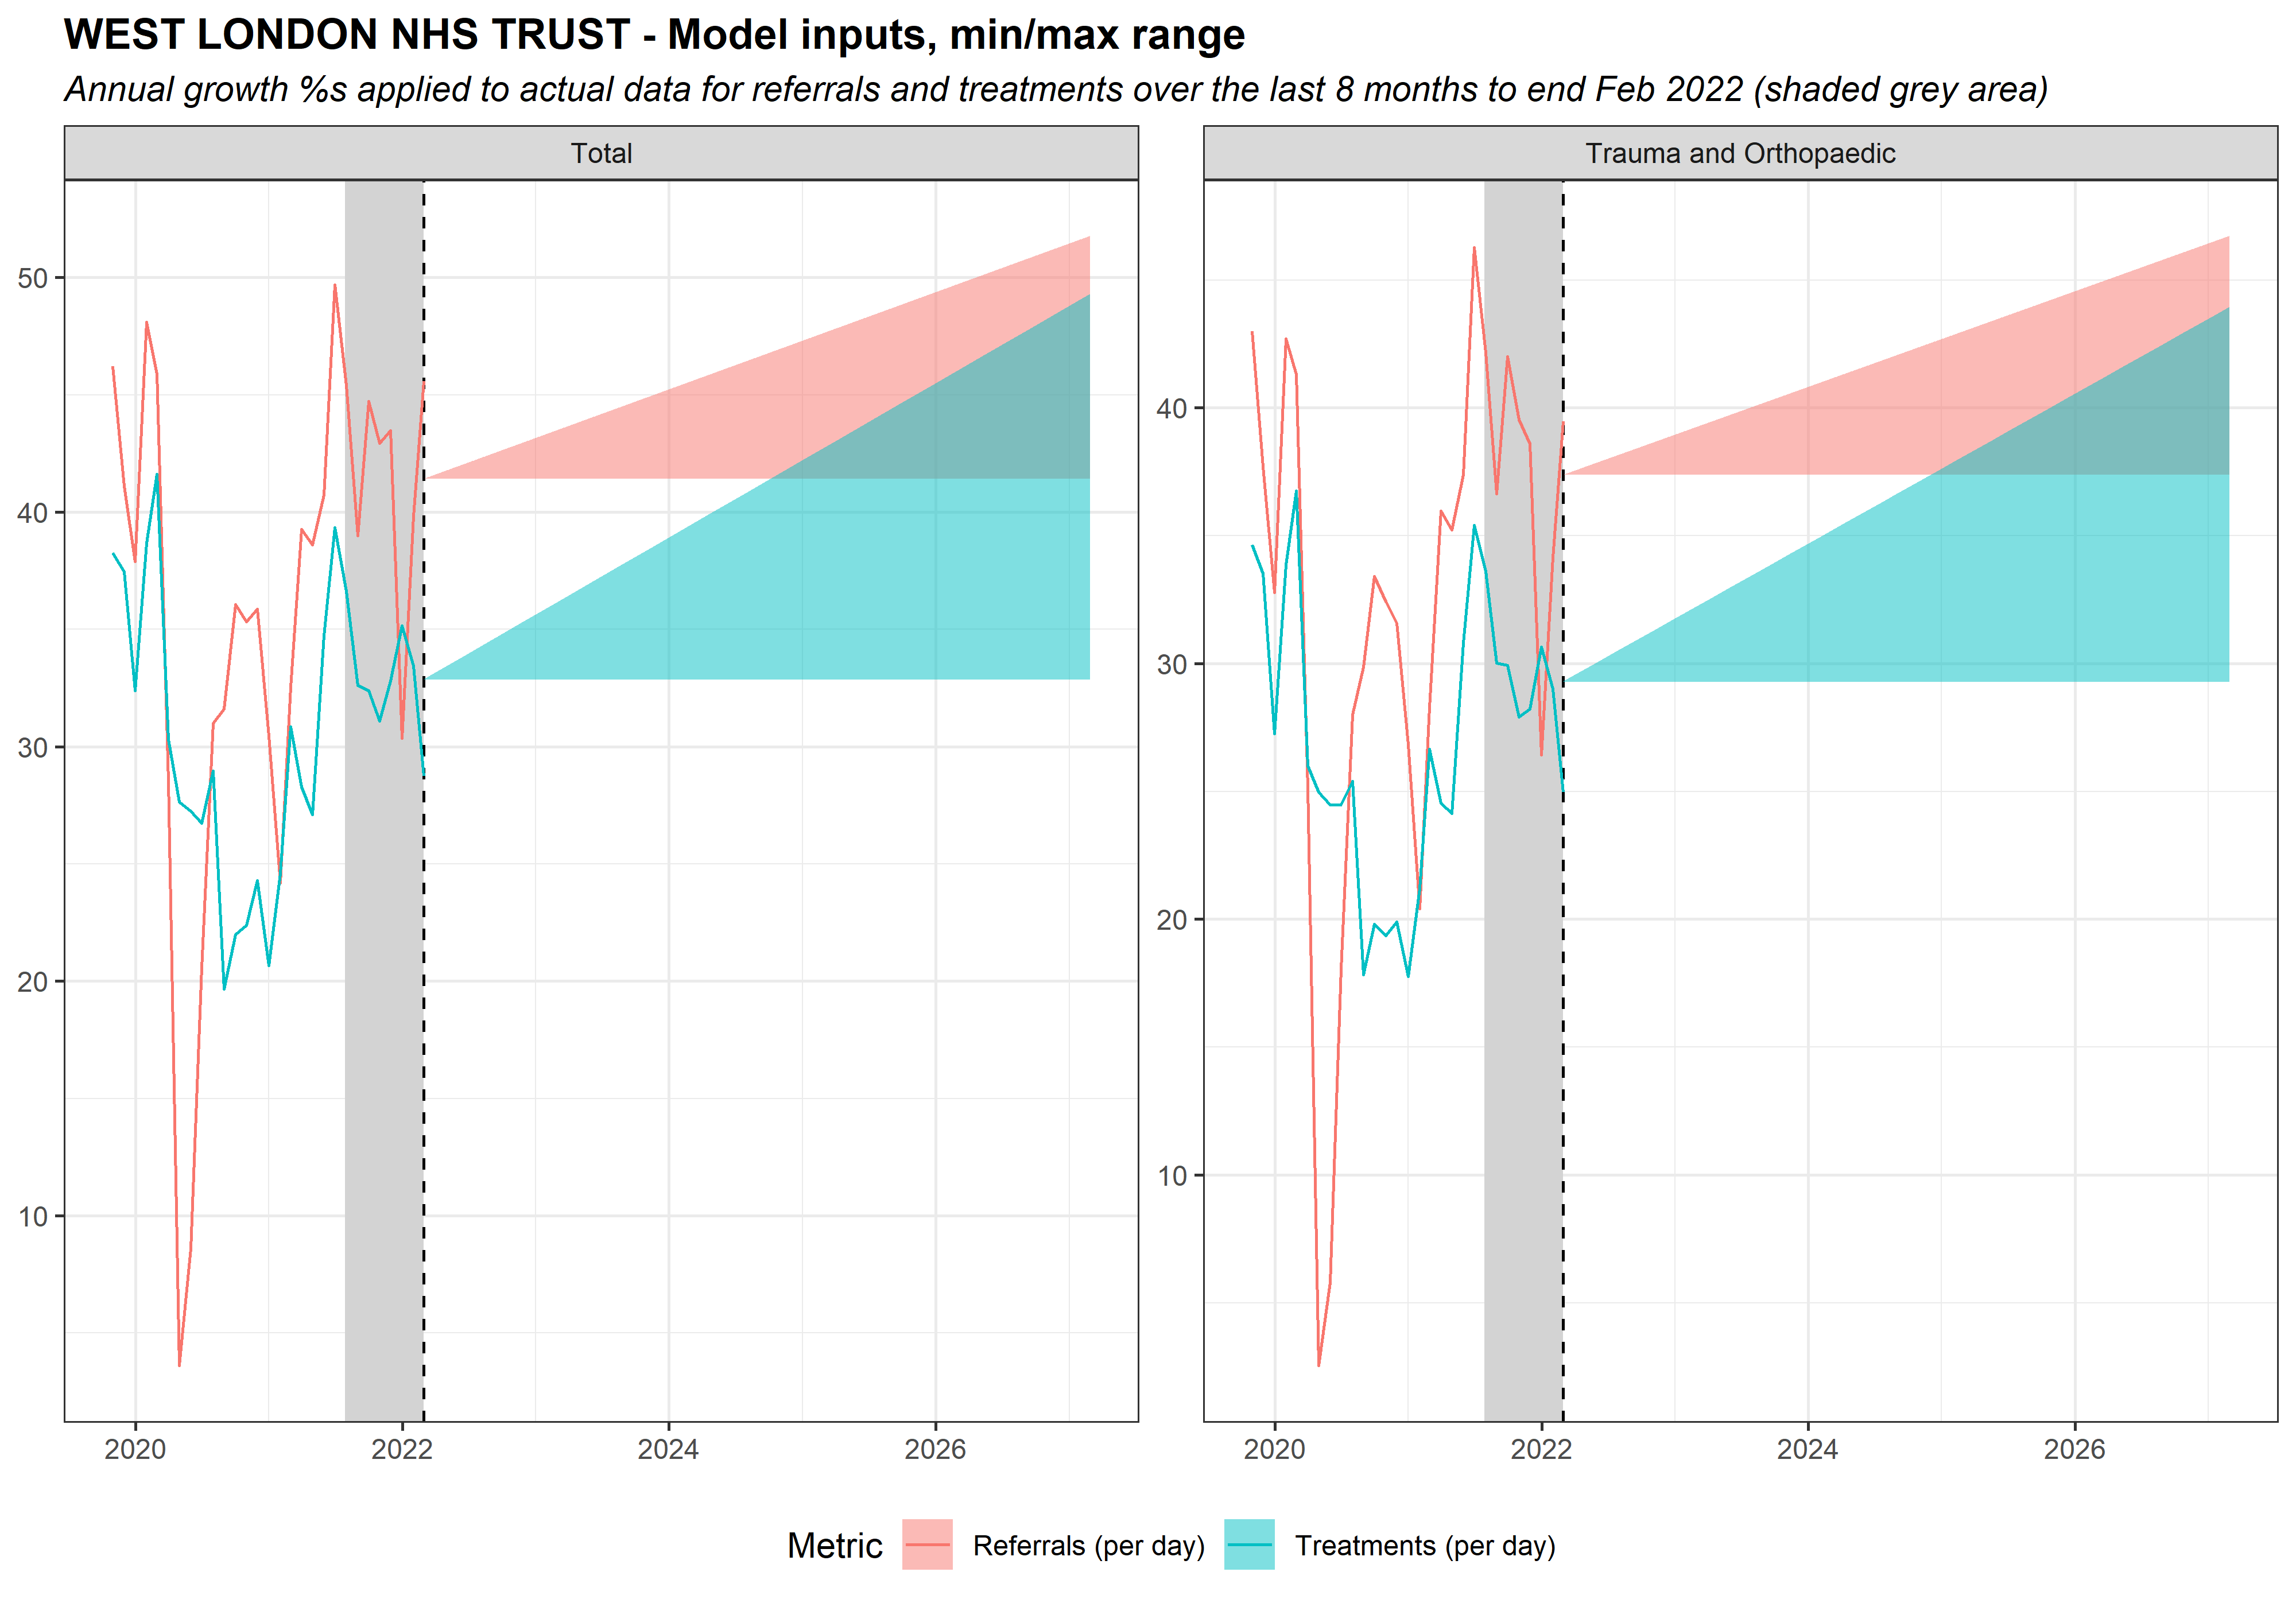 WEST LONDON NHS TRUST - Model inputs, min/max range
Annual growth %s applied to actual data for referrals and treatments over the last 8 months to end Feb 2022 (shaded grey area)
Total
50
40
30
20
10
2020 2022 2024 2026
Trauma and Orthopaedic
40
30
20
10
2020 2022 2024 2026
Metric Referrals (per day) Treatments (per day)